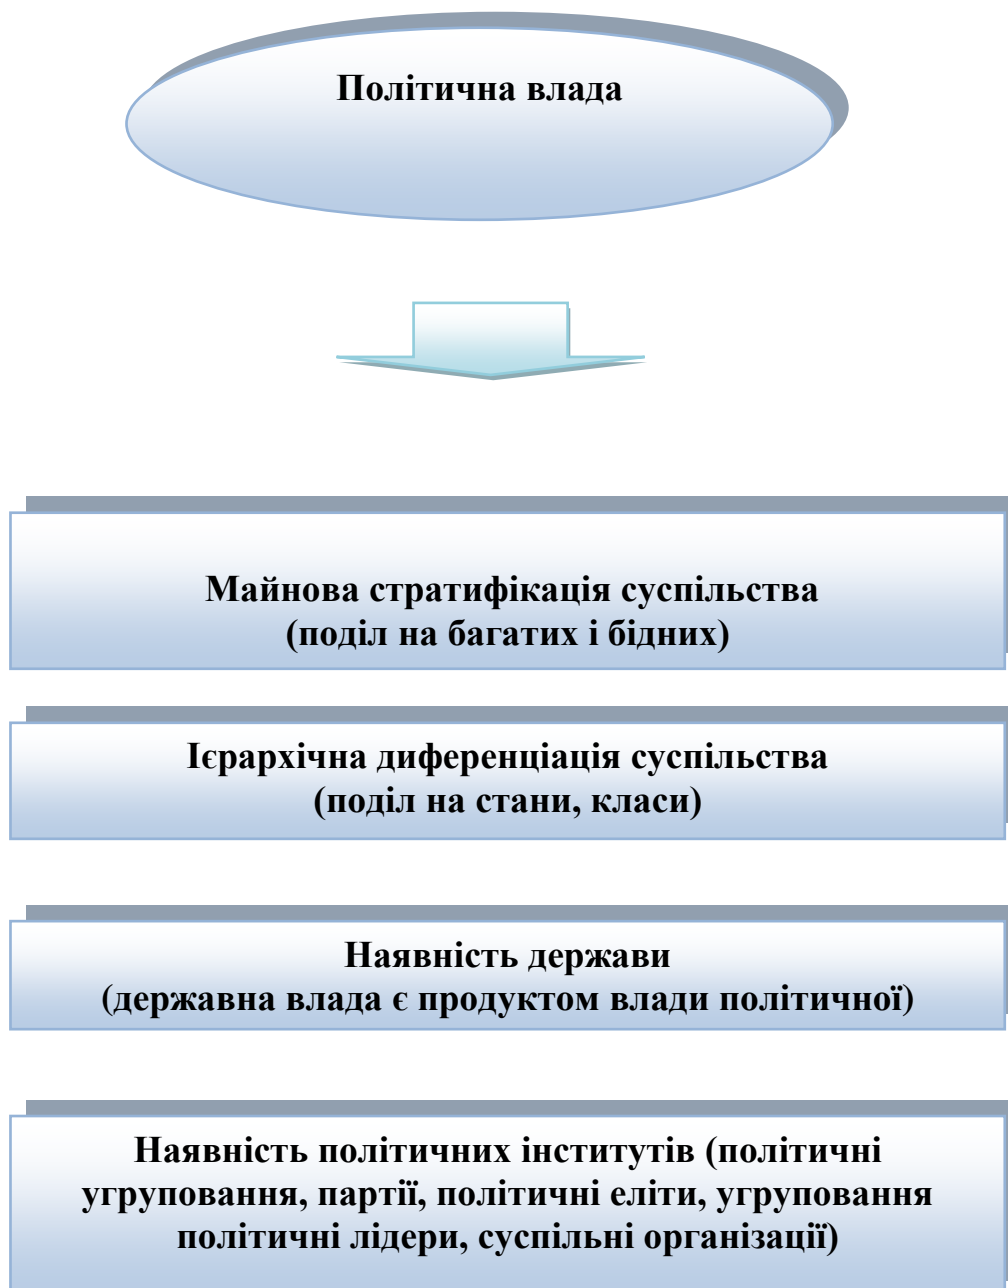 Політична влада
Майнова стратифікація суспільства
(поділ на багатих і бідних)
Ієрархічна диференціація суспільства
(поділ на стани, класи)
Наявність держави
(державна влада є продуктом влади політичної)
Наявність політичних інститутів (політичні
угруповання, партії, політичні еліти, угруповання
політичні лідери, суспільні організації)